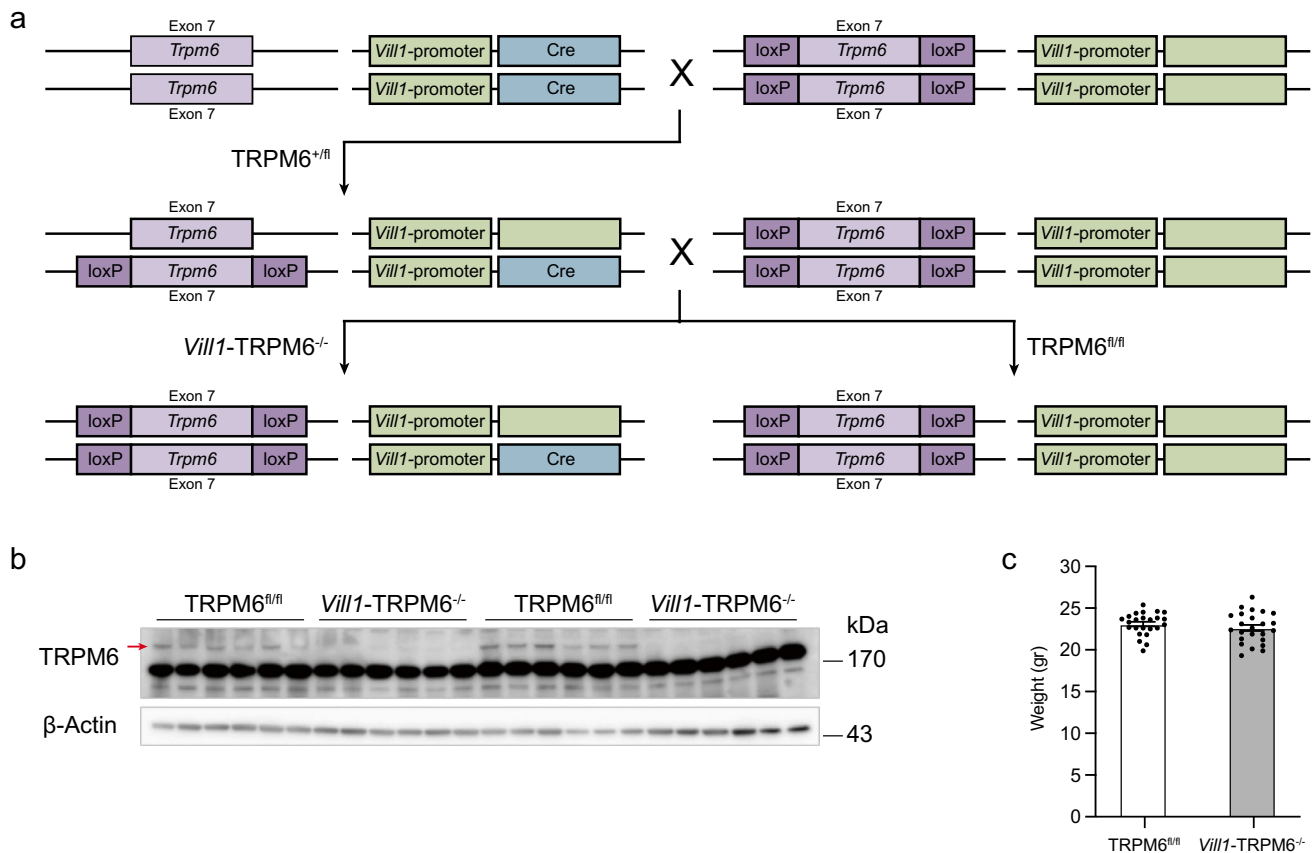 a
Exon 7 Exon 7
Trpm6 Vill1-promoter Cre loxP Trpm6 loxP Vill1-promoter
X
Trpm6 Vill1-promoter Cre loxP Trpm6 loxP Vill1-promoter
Exon 7 Exon 7
TRPM6+/fl
Exon 7 Exon 7
Trpm6 Vill1-promoter loxP Trpm6 loxP Vill1-promoter
X
loxP Trpm6 loxP Vill1-promoter Cre loxP Trpm6 loxP Vill1-promoter
Exon 7 Exon 7
Vill1-TRPM6-/- TRPM6fl/fl
Exon 7 Exon 7
loxP Trpm6 loxP Vill1-promoter loxP Trpm6 loxP Vill1-promoter
loxP Trpm6 loxP Vill1-promoter Cre loxP Trpm6 loxP Vill1-promoter
Exon 7 Exon 7
b
TRPM6fl/fl Vill1-TRPM6-/- TRPM6fl/fl Vill1-TRPM6-/-
kDa
TRPM6
170
β-Actin
43
c
Weight (gr)
30
25
20
15
10
5
0
TRPM6fl/fl Vill1-TRPM6-/-